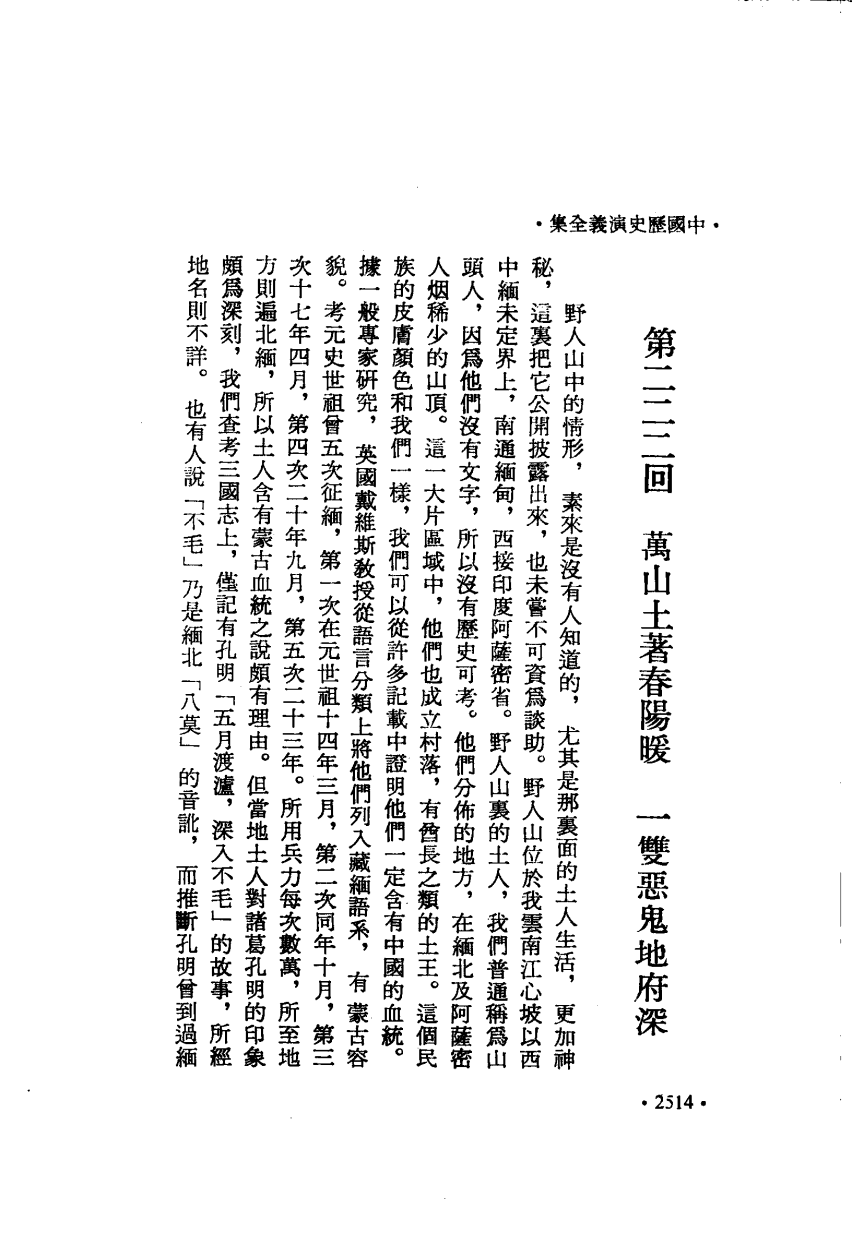 ・中國歷史演義全集・
第二二二回　萬山土著春陽暖　一雙惡鬼地府深
野人山中的情形，素來是沒有人知道的，尤其是那裏面的土人生活，更加神
秘，這裏把它公開披露出來，也未嘗不可資爲談助。野人山位於我雲南江心坡以西
中緬未定界上，南通緬甸，西接印度阿薩密省。野人山裏的土人，我們普通稱爲山
頭人，因爲他們沒有文字，所以沒有歷史可考。他們分佈的地方，在緬北及阿薩密
人烟稀少的山頂。這一大片區域中，他們也成立村落，有酋長之類的土王。這個民
族的皮膚顏色和我們一樣，我們可以從許多記載中證明他們一定含有中國的血統。
據一般專家研究，英國戴維斯敎授從語言分類上將他們列入藏緬語系，有蒙古容
貌。考元史世祖曾五次征緬，第一次在元世祖十四年三月，第二次同年十月，第三
次十七年四月，第四次二十年九月，第五次二十三年。所用兵力每次數萬，所至地
方則遍北緬，所以土人含有蒙古血統之說頗有理由。但當地土人對諸葛孔明的印象
頗爲深刻，我們查考三國志上，僅記有孔明「五月渡瀘，深入不毛」的故事，所經
地名則不詳。也有人說「不毛」乃是緬北「八莫」的音訛，而推斷孔明曾到過緬
・2514・